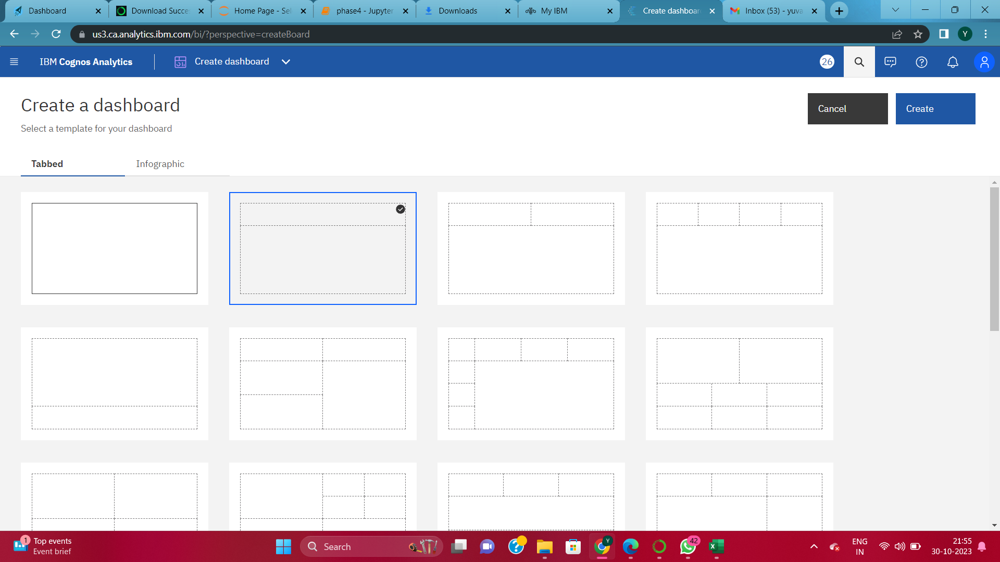 Dashboard
Download Succe
Home Page - Sel
phase4 - Jupyter
Downloads
My IBM
Create dashboar
Inbox (53) - yuva
us3.ca.analytics.ibm.com/bi/?perspective=createBoard
Y
IBM Cognos Analytics
Create dashboard
26
Create a dashboard
Select a template for your dashboard
Cancel
Create
Tabbed
Infographic
1
Top events
Event brief
Search
Y
42
ENG
IN
21:55
30-10-2023